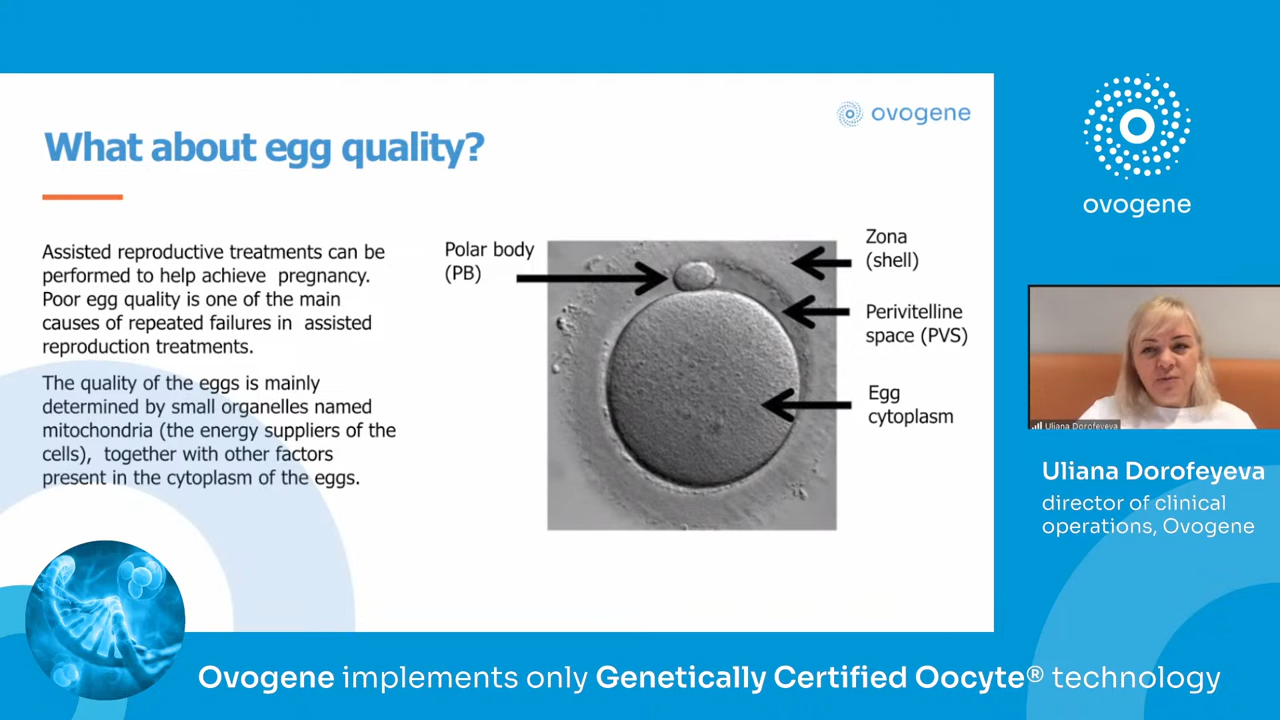 ovogene
What about egg quality?
Assisted reproductive treatments can be
performed to help achieve pregnancy.
Poor egg quality is one of the main
causes of repeated failures in assisted
reproduction treatments.
The quality of the eggs is mainly
determined by small organelles named
mitochondria (the energy suppliers of the
cells), together with other factors
present in the cytoplasm of the eggs.
Polar body
(PB)
Zona
(shell)
Perivitelline
space (PVS)
Egg
cytoplasm
ovogene
Uliana Dorofeyeva
Uliana Dorofeyeva
director of clinical
operations, Ovogene
Ovogene implements only Genetically Certified Oocyte® technology